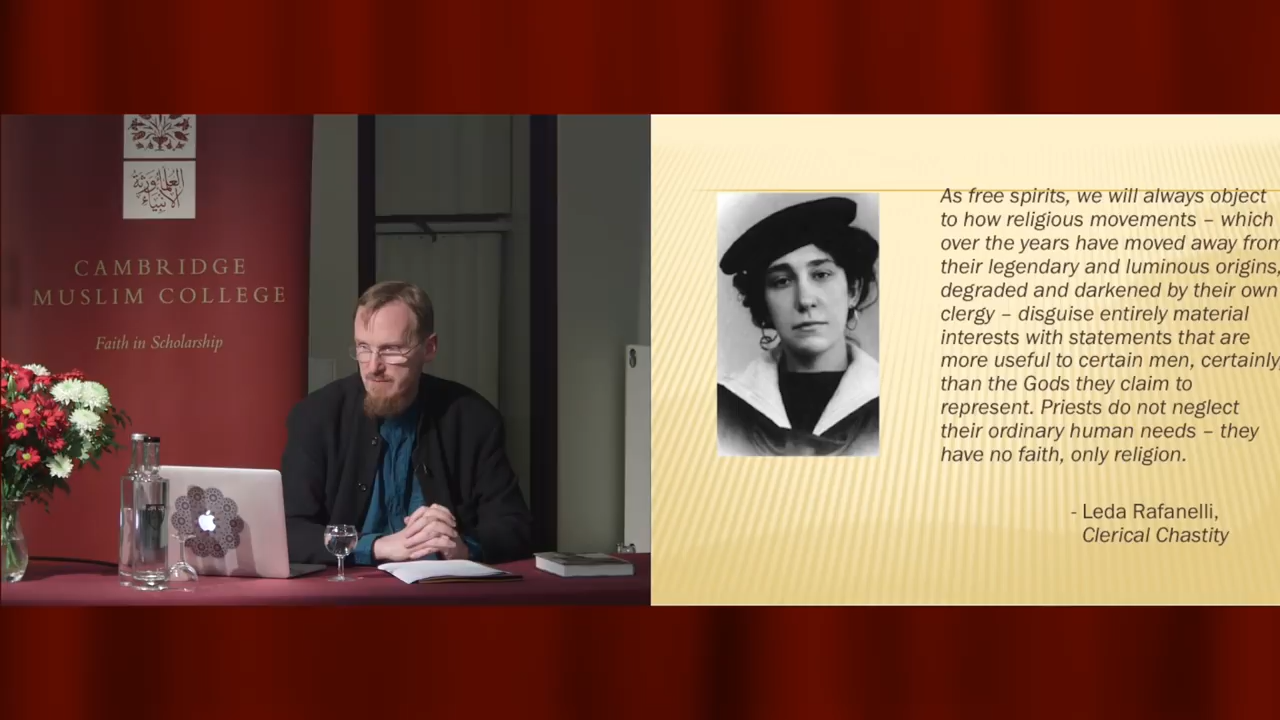 العلماء ورثة
الأنبياء
CAMBRIDGE
MUSLIM COLLEGE
Faith in Scholarship
As free spirits, we will always object
to how religious movements – which
over the years have moved away from
their legendary and luminous origins,
degraded and darkened by their own
clergy – disguise entirely material
interests with statements that are
more useful to certain men, certainly,
than the Gods they claim to
represent. Priests do not neglect
their ordinary human needs – they
have no faith, only religion.
- Leda Rafanelli,
Clerical Chastity